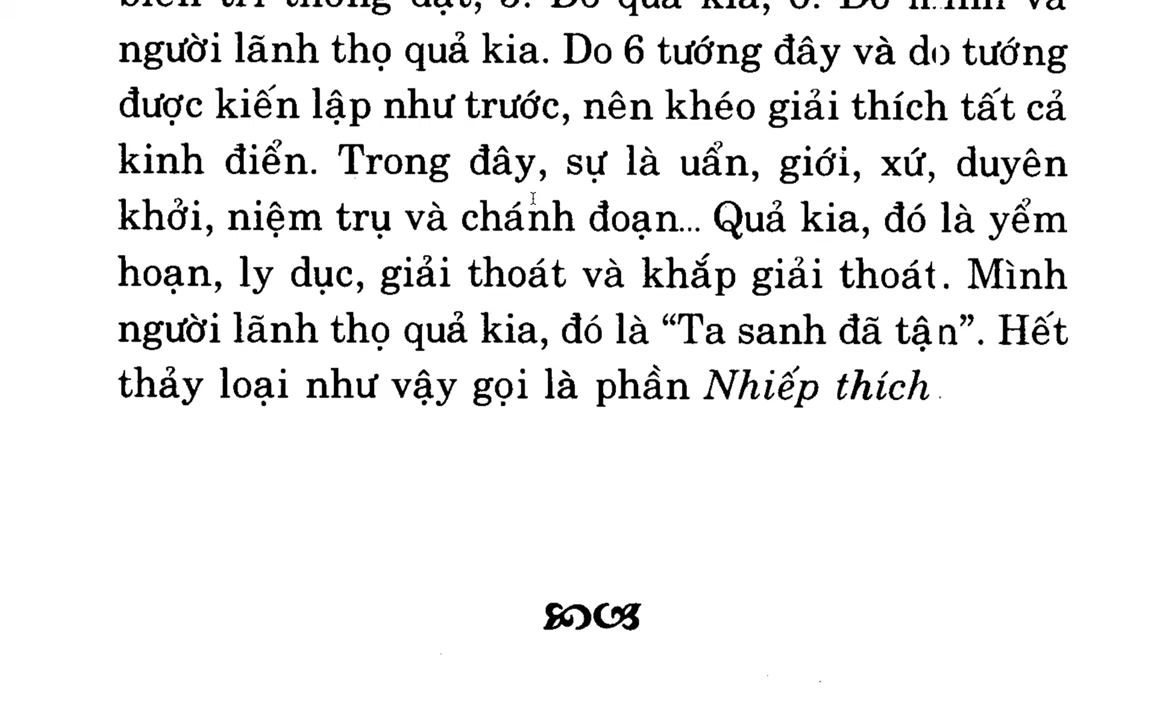 người lãnh thọ quả kia. Do 6 tướng đây và do tướng
được kiến lập như trước, nên khéo giải thích tất cả
kinh điển. Trong đây, sự là uẩn, giới, xứ, duyên
khởi, niệm trụ và chánh đoạn... Quả kia, đó là yểm
hoạn, ly dục, giải thoát và khắp giải thoát. Mình
người lãnh thọ quả kia, đó là “Ta sanh đã tận”. Hết
thảy loại như vậy gọi là phần Nhiếp thích.